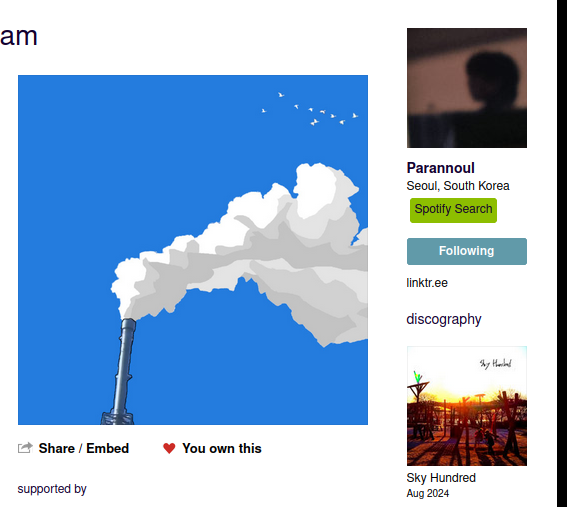 am
Share / Embed
You own this
supported by
Parannoul
Seoul, South Korea
Spotify Search
Following
linktr.ee
discography
Sky Hundred
Sky Hundred
Aug 2024